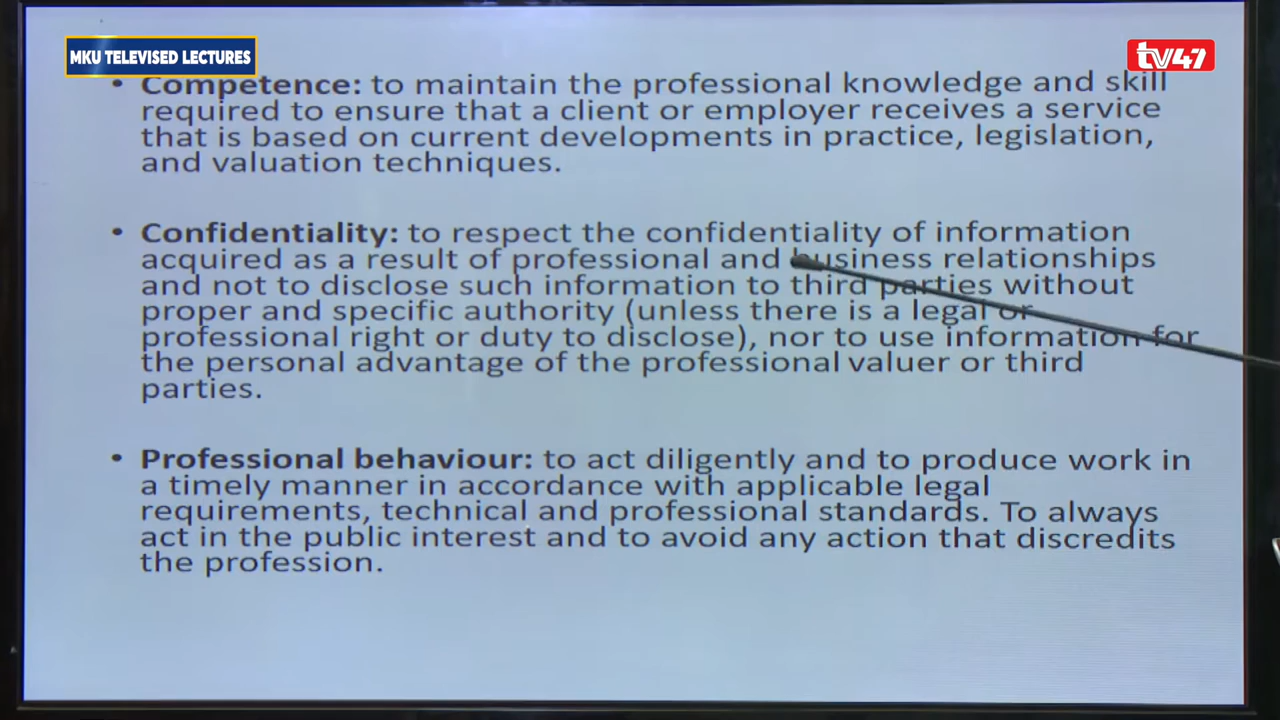 MKU TELEVISED LECTURES
tv47
• Competence: to maintain the professional knowledge and skill
required to ensure that a client or employer receives a service
that is based on current developments in practice, legislation,
and valuation techniques.
• Confidentiality: to respect the confidentiality of information
acquired as a result of professional and business relationships
and not to disclose such information to third parties without
proper and specific authority (unless there is a legal or
professional right or duty to disclose), nor to use information for
the personal advantage of the professional valuer or third
parties.
• Professional behaviour: to act diligently and to produce work in
a timely manner in accordance with applicable legal
requirements, technical and professional standards. To always
act in the public interest and to avoid any action that discredits
the profession.